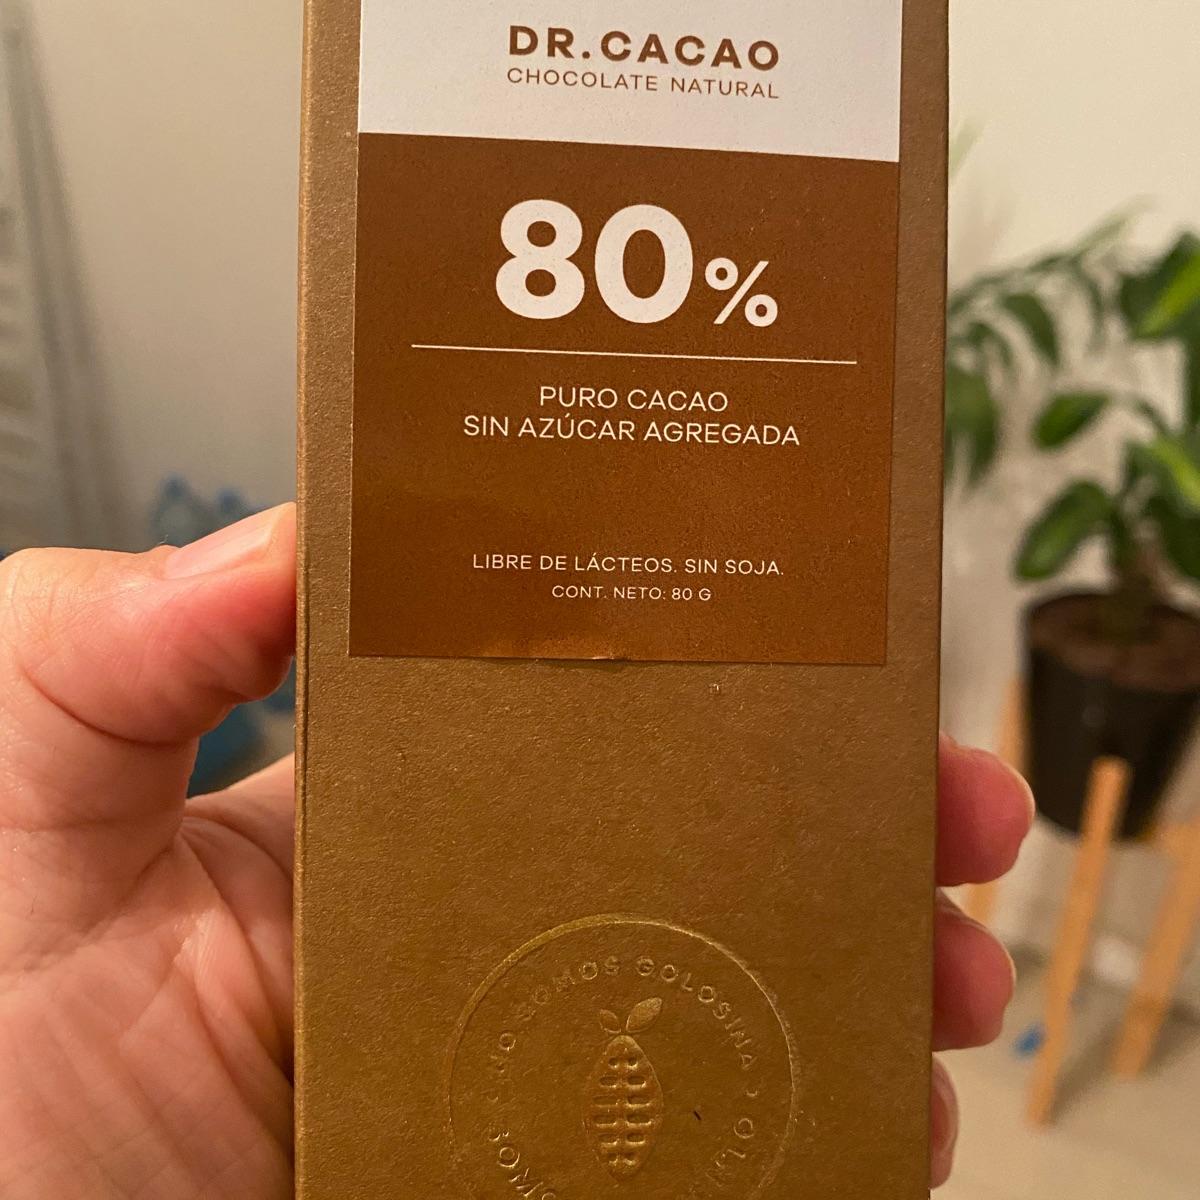 DR.CACAO
CHOCOLATE NATURAL
80%
PURO CACAO
SIN AZÚCAR AGREGADA
LIBRE DE LÁCTEOS. SIN SOJA.
CONT. NETO: 80 G
NO SOMOS GOLOSINA